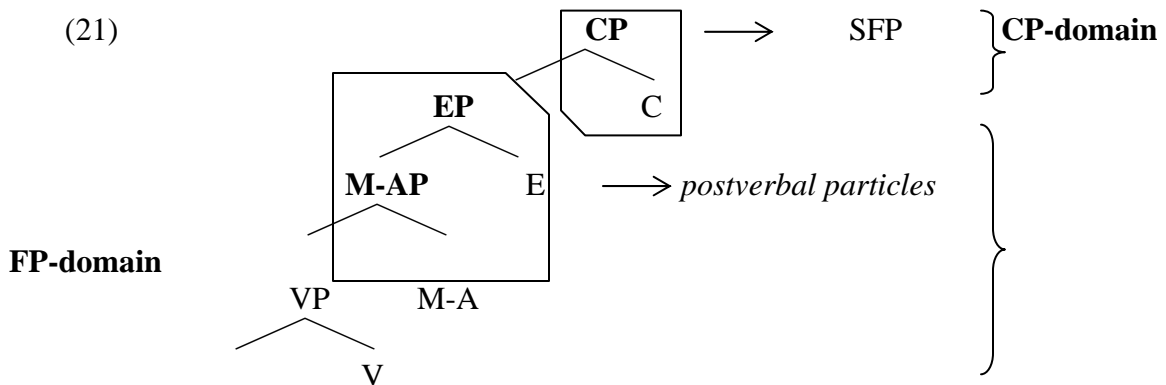 (21) CP SFP CP-domain
EP C
M-AP E postverbal particles
FP-domain
VP M-A
V